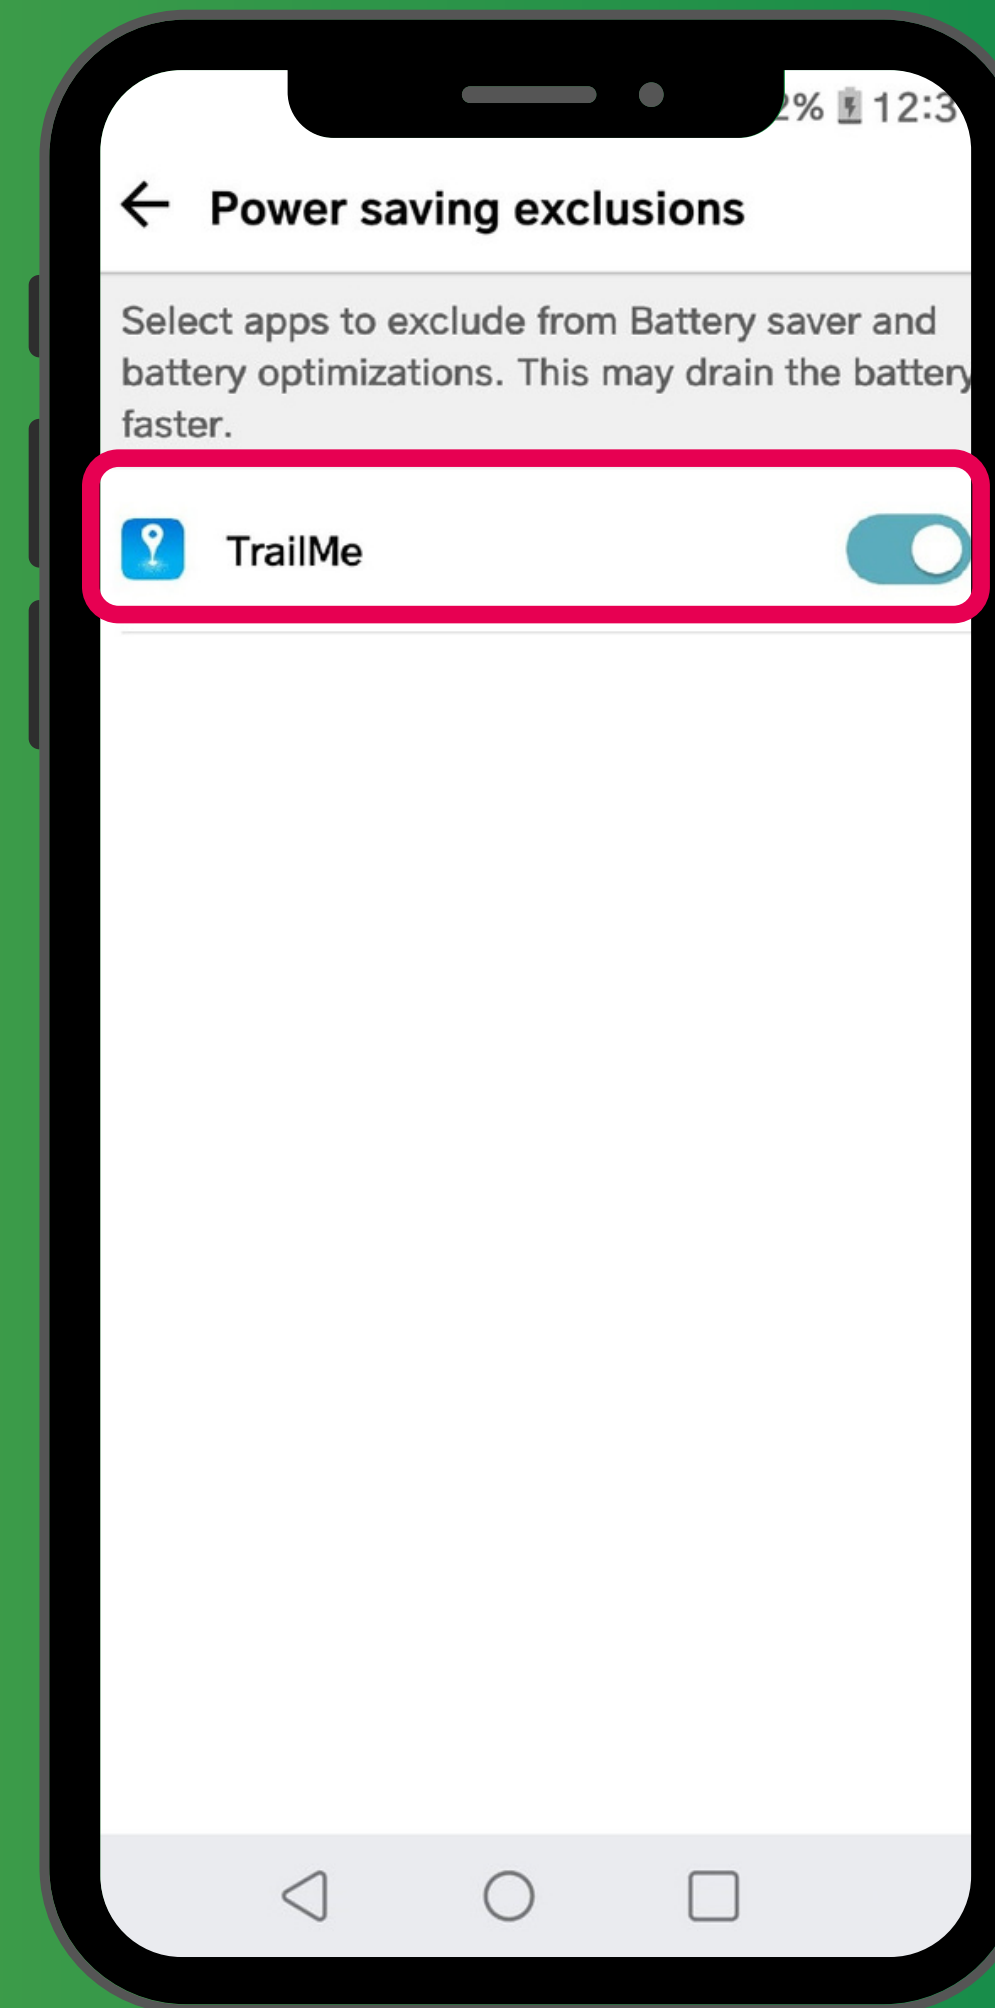 2% 12:3
Power saving exclusions
Select apps to exclude from Battery saver and
battery optimizations. This may drain the battery
faster.
TrailMe